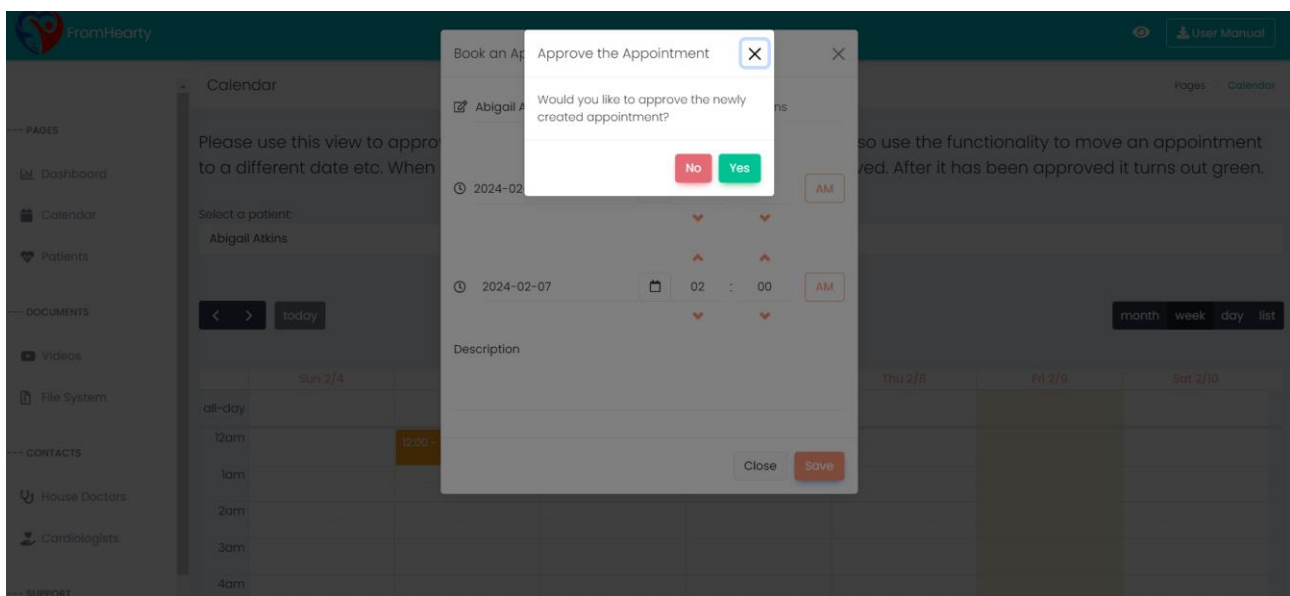 FromHearty
User Manual
Book an Ap
Approve the Appointment
Calendar
Pages
Calendar
Abigail A
ns
Would you like to approve the newly
created appointment?
--- PAGES
Please use this view to appro
so use the functionality to move an appointment
to a different date etc. When
ved. After it has been approved it turns out green.
No
Yes
Dashboard
2024-02
AM
Calendar
Select a patient:
Abigail Atkins
Patients
2024-02-07
02 : 00
AM
--- DOCUMENTS
today
month week day list
Videos
Description
Sun 2/4
Thu 2/8
Fri 2/9
Sat 2/10
File System
all-day
12am
12:00 -
--- CONTACTS
Close
Save
1am
House Doctors
2am
Cardiologists
3am
4am
--- SUPPORT